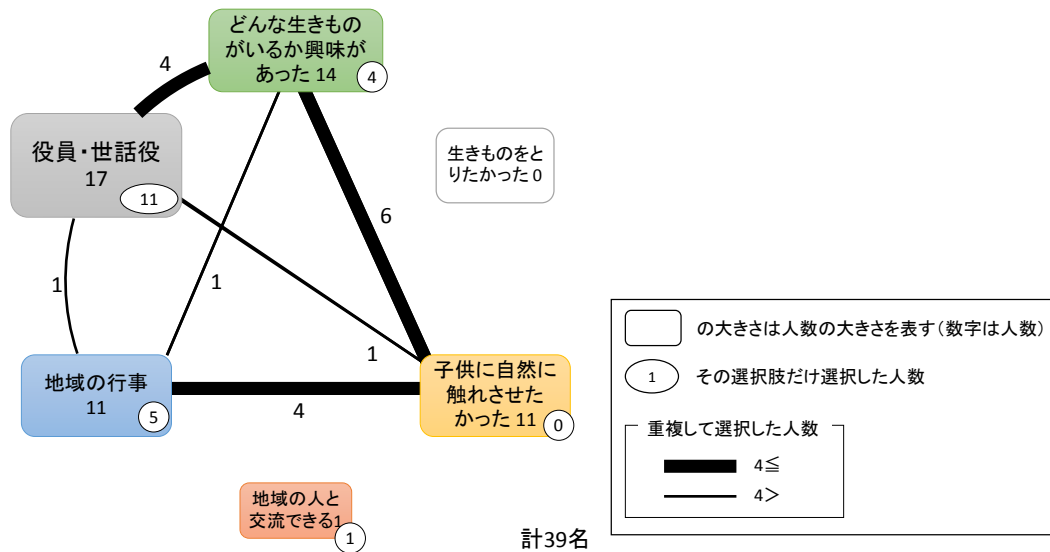 どんな生きもの
がいるか興味が
あった 14
4
4
役員・世話役
17
11
生きものをと
りたかった 0
6
1
1
1
地域の行事
11
5
4
子供に自然に
触れさせた
かった 11
0
地域の人と
交流できる1
1
計39名
の大きさは人数の大きさを表す(数字は人数)
1 その選択肢だけ選択した人数
重複して選択した人数
4≦
4>